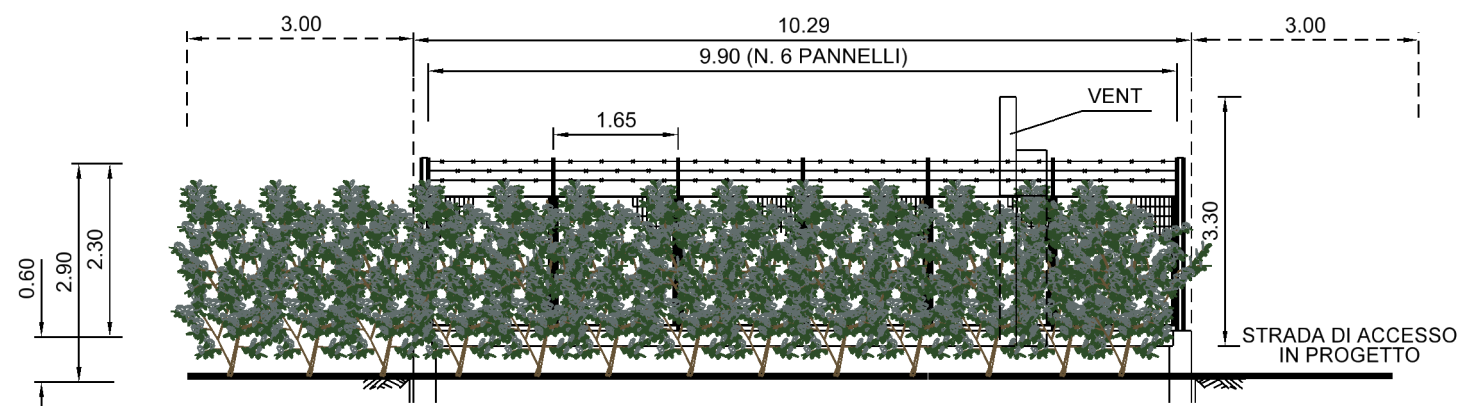 3.00
10.29
3.00
9.90 (N. 6 PANNELLI)
VENT
1.65
0.60
2.90
2.30
3.30
STRADA DI ACCESSO
IN PROGETTO